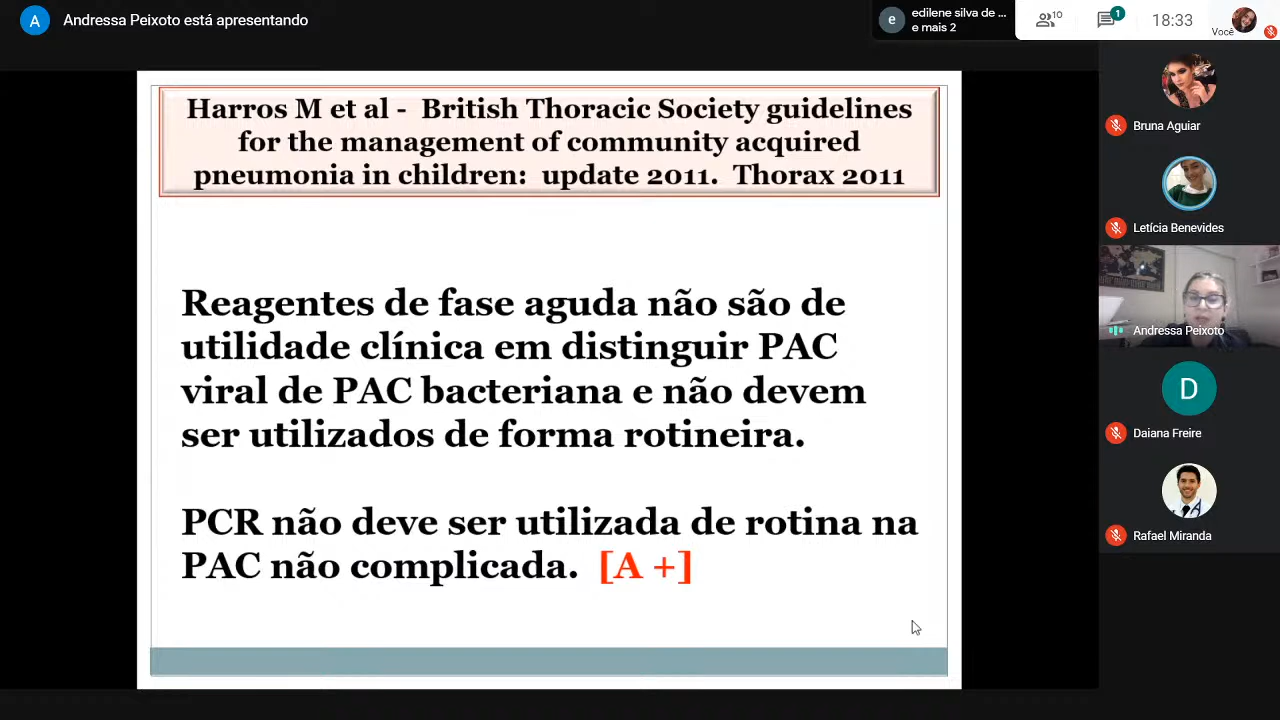 A
Andressa Peixoto está apresentando
e
edilene silva de ...
e mais 2
10
1
18:33
Você
Harros M et al - British Thoracic Society guidelines
for the management of community acquired
pneumonia in children: update 2011. Thorax 2011
Reagentes de fase aguda não são de
utilidade clínica em distinguir PAC
viral de PAC bacteriana e não devem
ser utilizados de forma rotineira.
PCR não deve ser utilizada de rotina na
PAC não complicada. [A +]
Bruna Aguiar
Letícia Benevides
Andressa Peixoto
D
Daiana Freire
Rafael Miranda